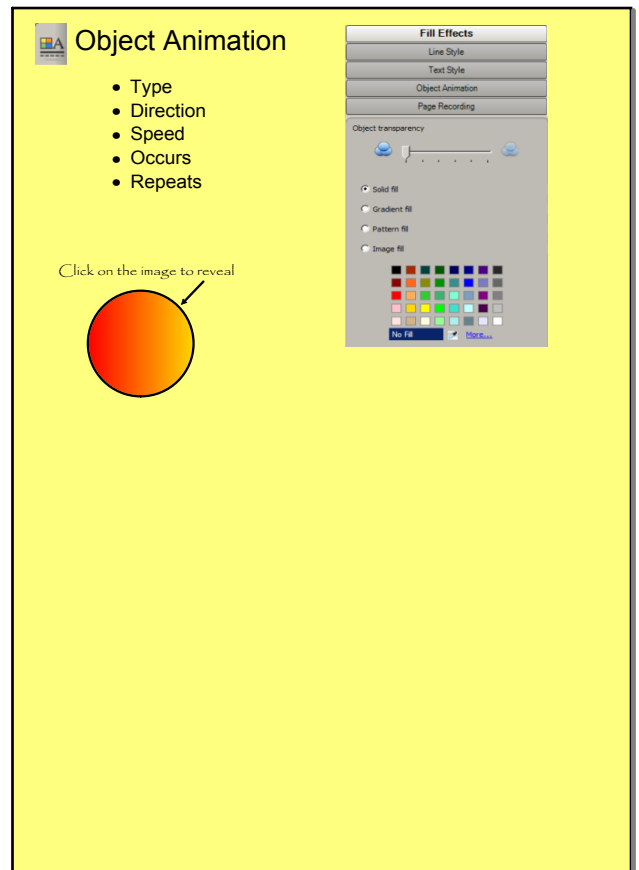 Object Animation
• Type
• Direction
• Speed
• Occurs
• Repeats
Click on the image to reveal
Fill Effects
Line Style
Text Style
Object Animation
Page Recording
Object transparency
Solid fill
Gradient fill
Pattern fill
Image fill
No Fill
More...